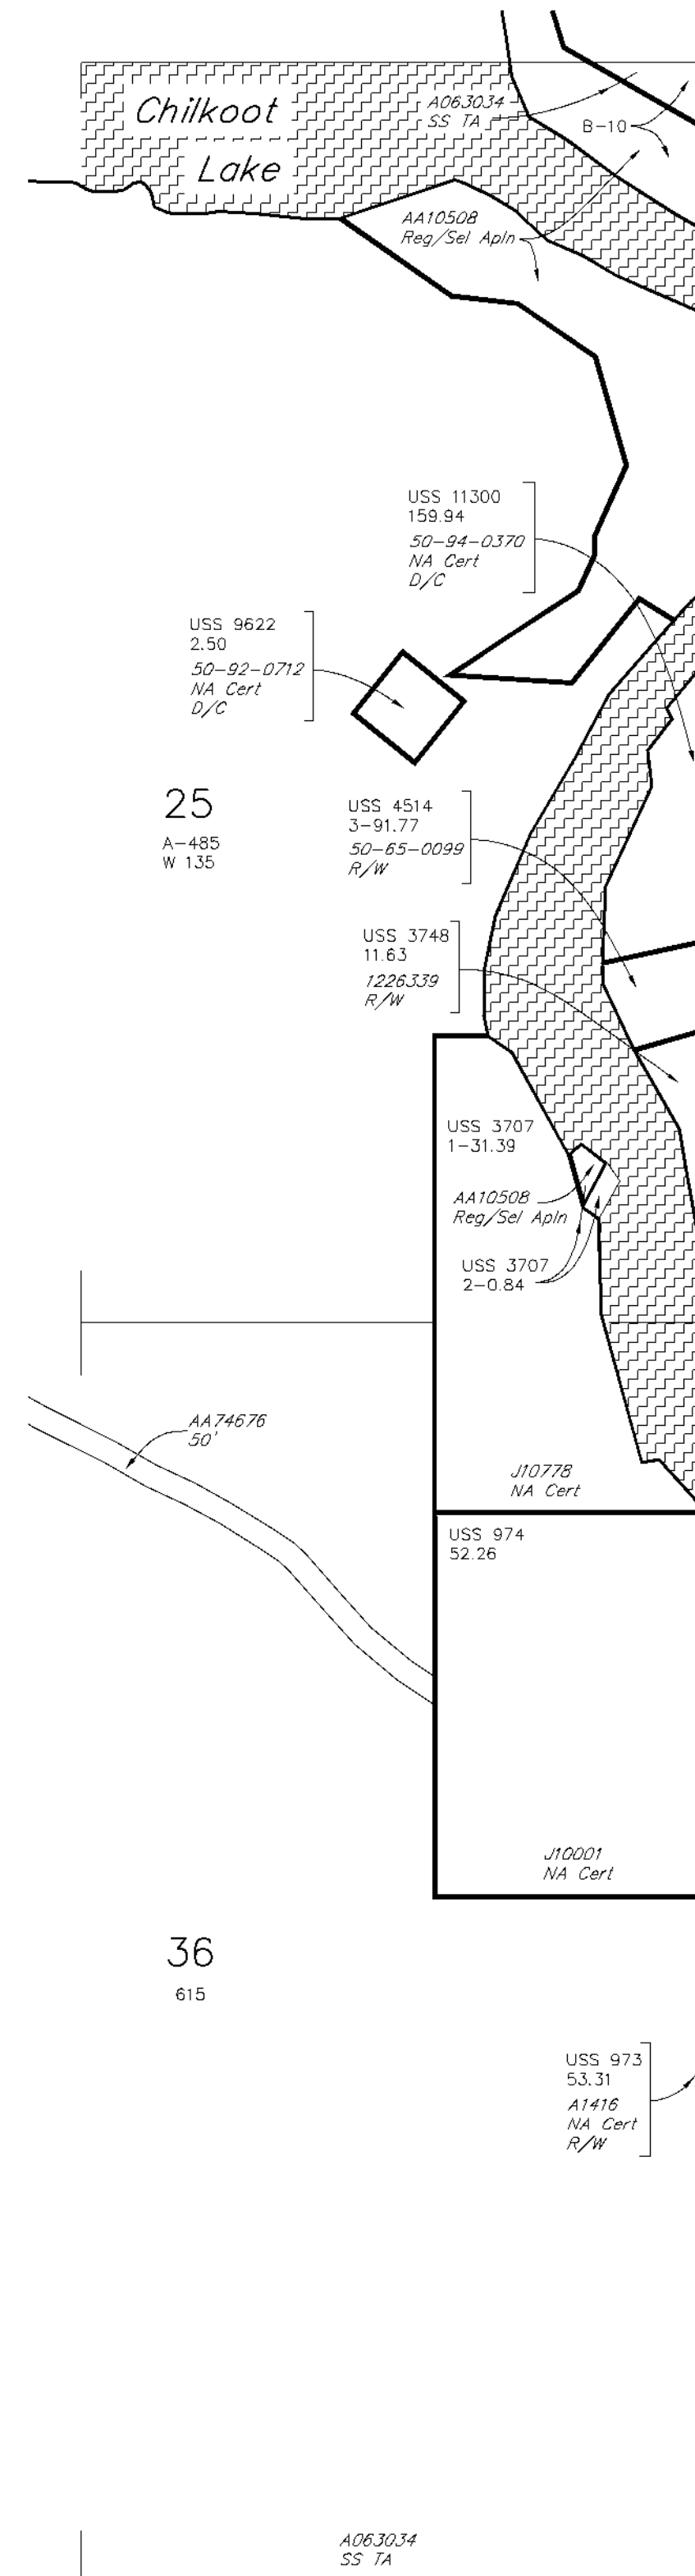 Chilkoot
Lake
A063034
SS TA
B-10
AA10508
Reg/Sel Apln
USS 11300
159.94
50-94-0370
NA Cert
D/C
USS 9622
2.50
50-92-0712
NA Cert
D/C
25
A-485
W 135
USS 4514
3-91.77
50-65-0099
R/W
USS 3748
11.63
1226339
R/W
USS 3707
1-31.39
AA10508
Reg/Sel Apln
USS 3707
2-0.84
AA74676
50'
J10778
NA Cert
USS 974
52.26
J10001
NA Cert
36
615
USS 973
53.31
A1416
NA Cert
R/W
A063034
SS TA